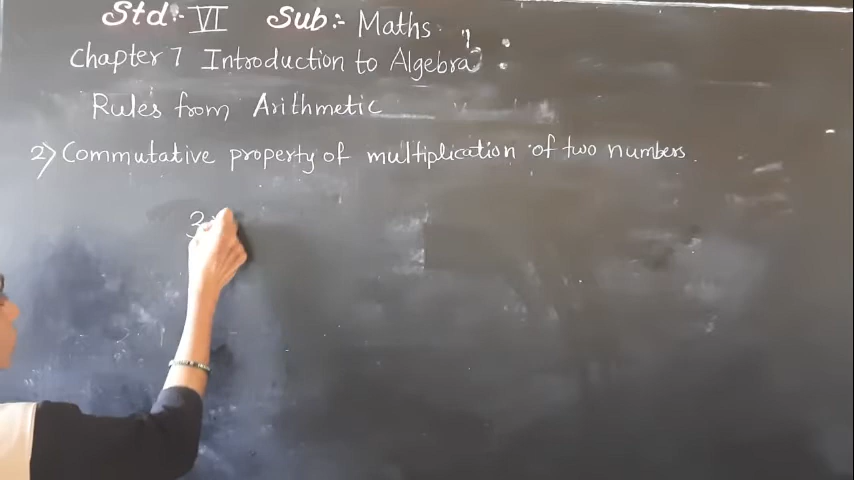 Std:- VI Sub:- Maths
Chapter 7 Introduction to Algebra
Rules from Arithmetic
2) Commutative property of multiplication of two numbers.
3